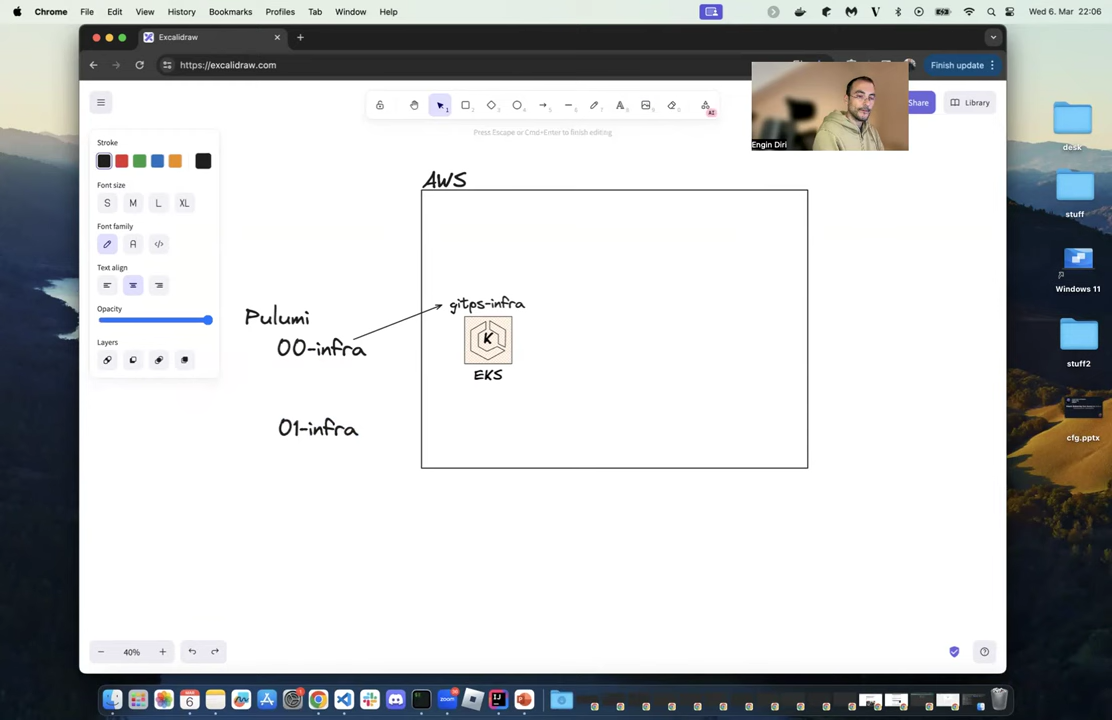 Chrome File Edit View History Bookmarks Profiles Tab Window Help
Wed 6. Mar 22:06
Excalidraw
https://excalidraw.com
Finish update
Share
Library
Press Escape or Cmd+Enter to finish editing
Engin Diri
Stroke
Font size
S M L XL
Font family
A
Text align
Opacity
Layers
AWS
gitps-infra
K
EKS
Pulumi
00-infra
01-infra
40%
desk
stuff
Windows 11
stuff2
cfg.pptx